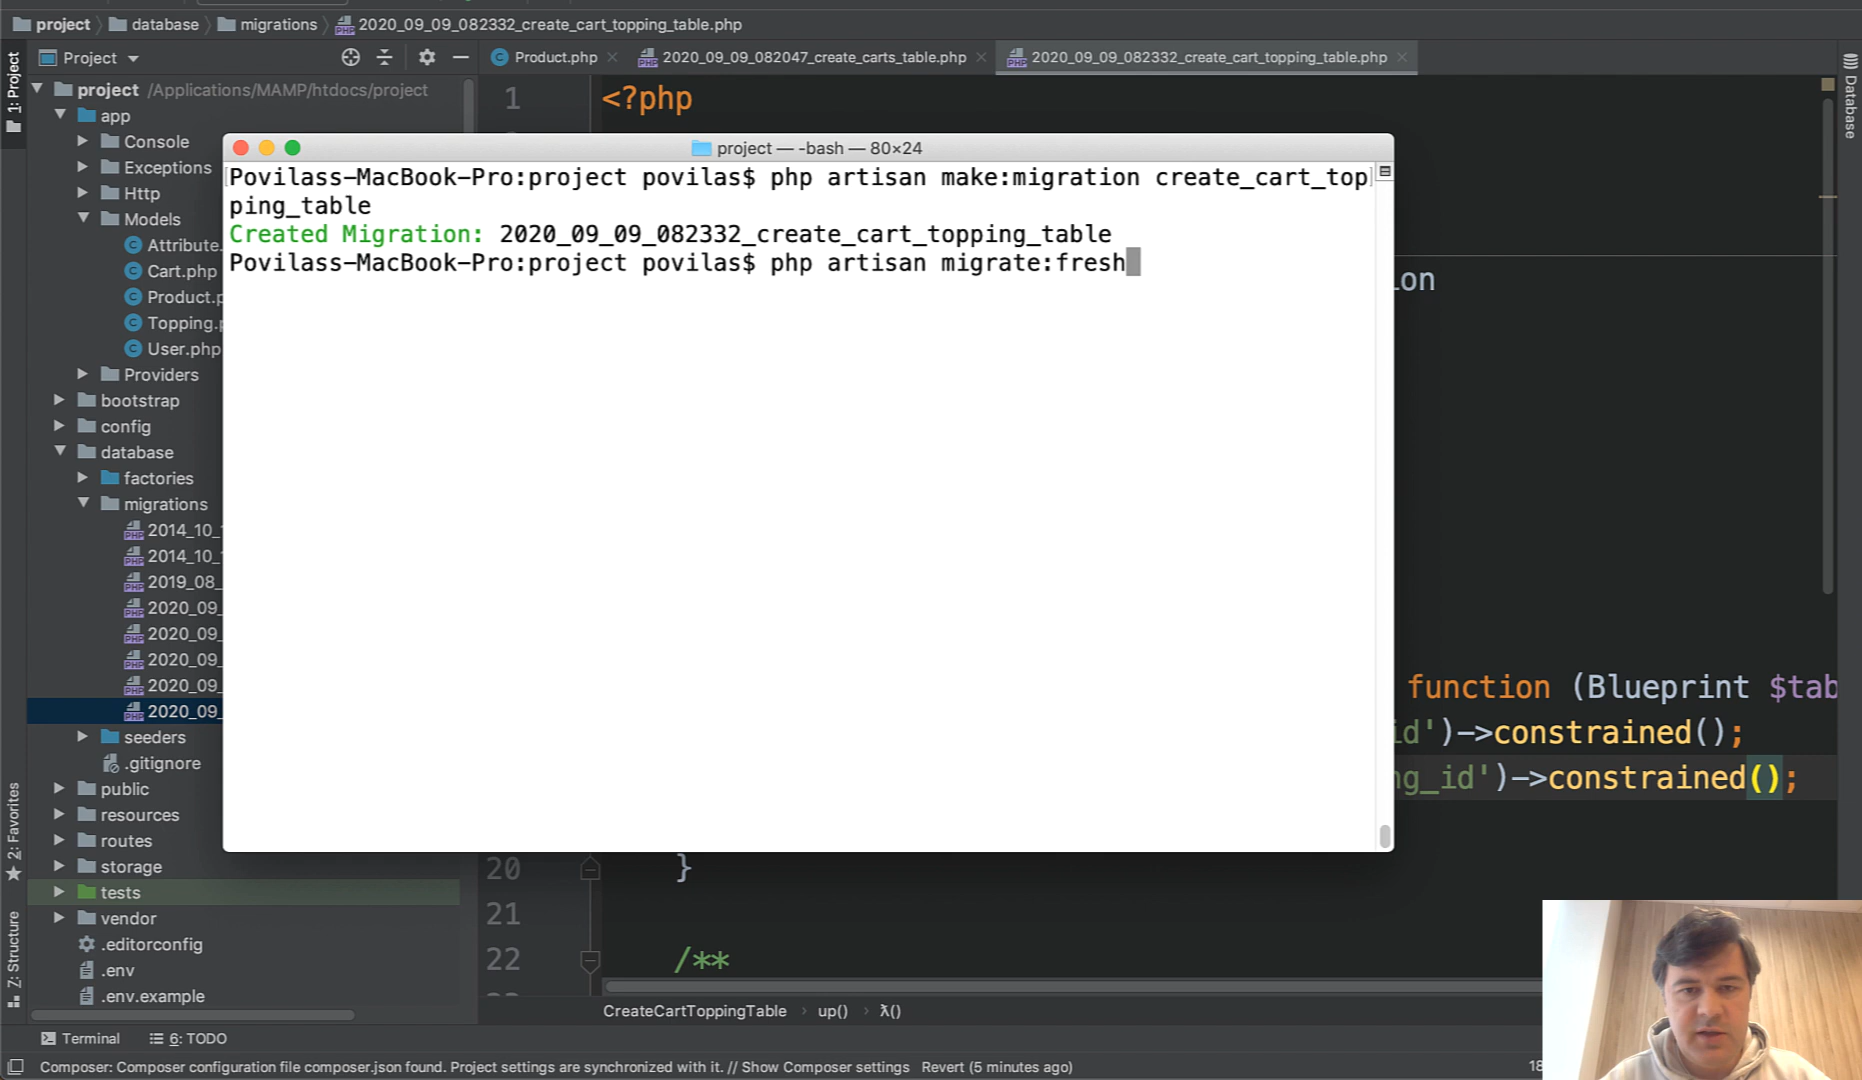 project
database
migrations
2020_09_09_082332_create_cart_topping_table.php
1: Project
Project
Product.php
2020_09_09_082047_create_carts_table.php
2020_09_09_082332_create_cart_topping_table.php
Database
project /Applications/MAMP/htdocs/project
1
<?php
app
Console
Exceptions
Http
Models
Attribute.
Cart.php
Product.p
Topping.p
User.php
Providers
bootstrap
config
database
factories
migrations
2014_10_
2014_10_
2019_08_
2020_09_
2020_09_
2020_09_
2020_09_
2020_09_
seeders
.gitignore
public
resources
routes
storage
tests
vendor
.editorconfig
.env
.env.example
project — -bash — 80×24
[Povilass-MacBook-Pro:project povilas$ php artisan make:migration create_cart_top]
ping_table
Created Migration: 2020_09_09_082332_create_cart_topping_table
Povilass-MacBook-Pro:project povilas$ php artisan migrate:fresh
ion
function (Blueprint $tab
id')->constrained();
ng_id')->constrained();
20 }
21
22 /**
2: Favorites
Z: Structure
CreateCartToppingTable › up() › λ()
Terminal
6: TODO
Composer: Composer configuration file composer.json found. Project settings are synchronized with it. // Show Composer settings Revert (5 minutes ago)
18